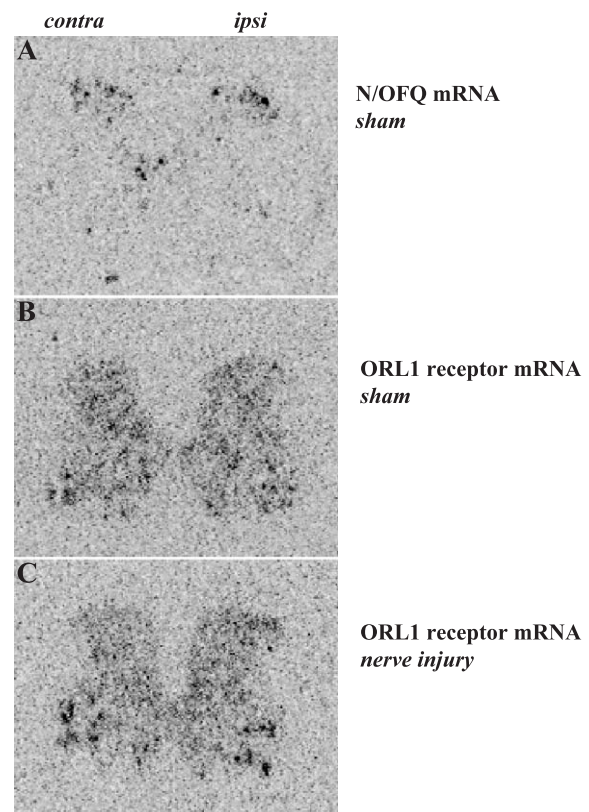 contra ipsi
A
N/OFQ mRNA
sham
B
ORL1 receptor mRNA
sham
C
ORL1 receptor mRNA
nerve injury